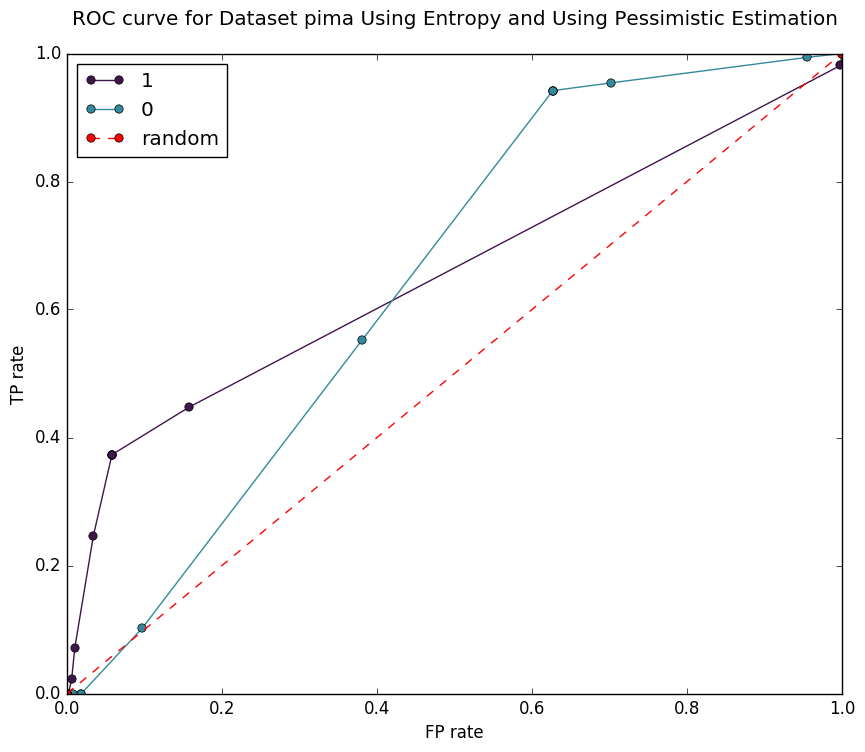 ROC curve for Dataset pima Using Entropy and Using Pessimistic Estimation
1
0
random
1.0
0.8
0.6
0.4
0.2
0.0
TP rate
0.0 0.2 0.4 0.6 0.8 1.0
FP rate